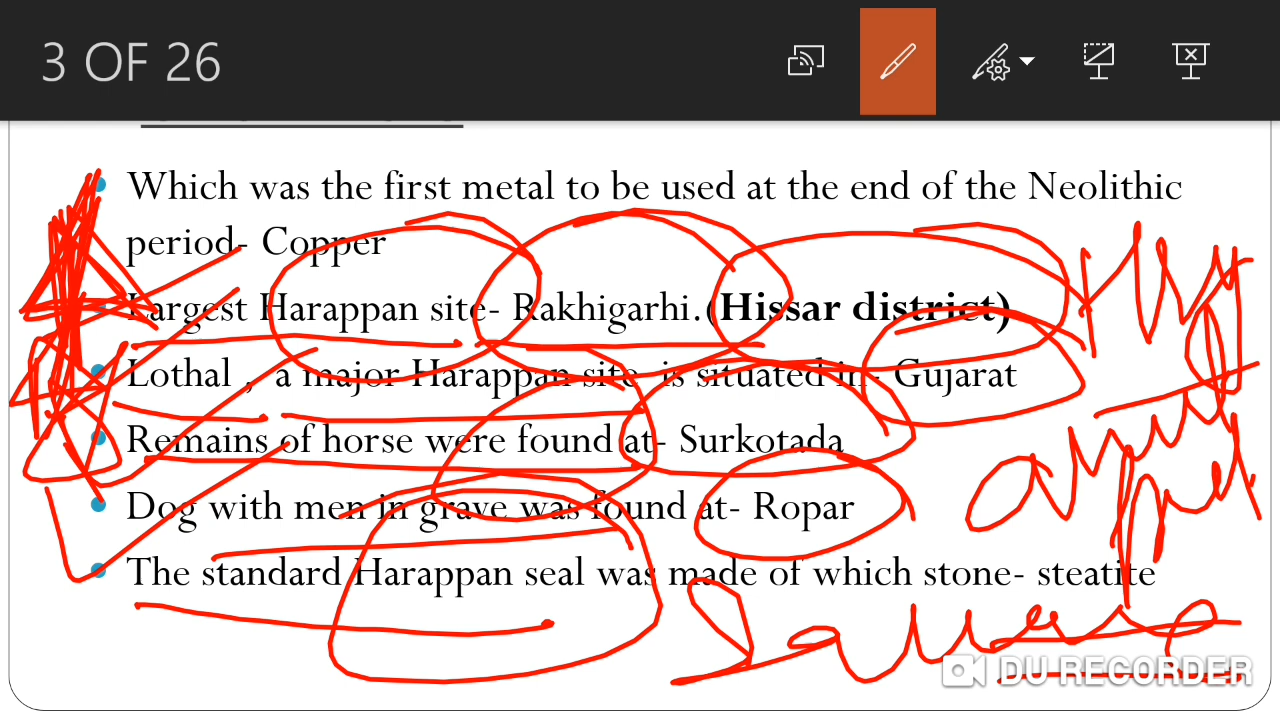 3 OF 26
Which was the first metal to be used at the end of the Neolithic
period- Copper
Largest Harappan site- Rakhigarhi.(Hissar district)
Lothal , a major Harappan site is situated in- Gujarat
Remains of horse were found at- Surkotada
Dog with men in grave was found at- Ropar
The standard Harappan seal was made of which stone- steatite
DU RECORDER